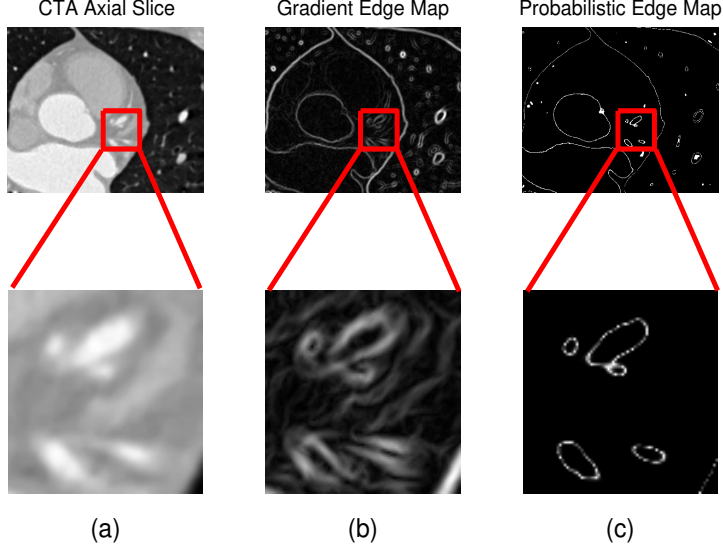 CTA Axial Slice
Gradient Edge Map
Probabilistic Edge Map
(a)
(b)
(c)